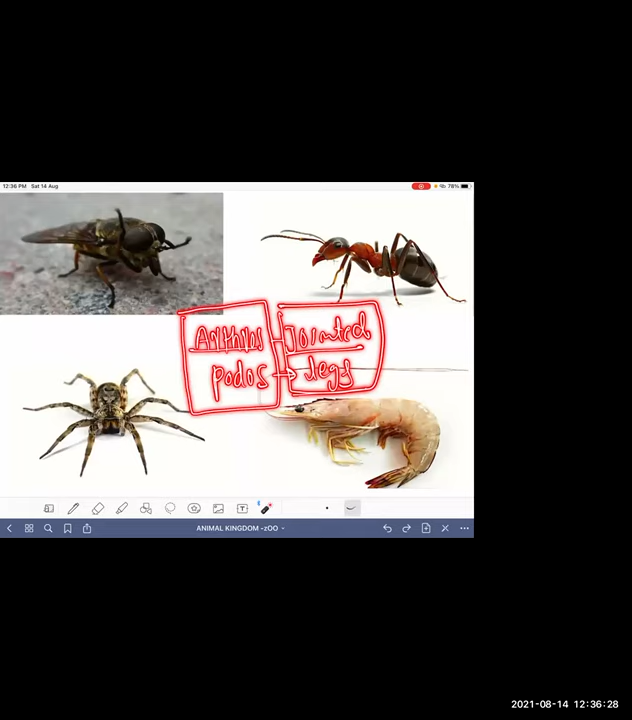 12:36 PM Sat 14 Aug
78%
Arthros - Jointed
podos → legs
ANIMAL KINGDOM -zOO
2021-08-14 12:36:28